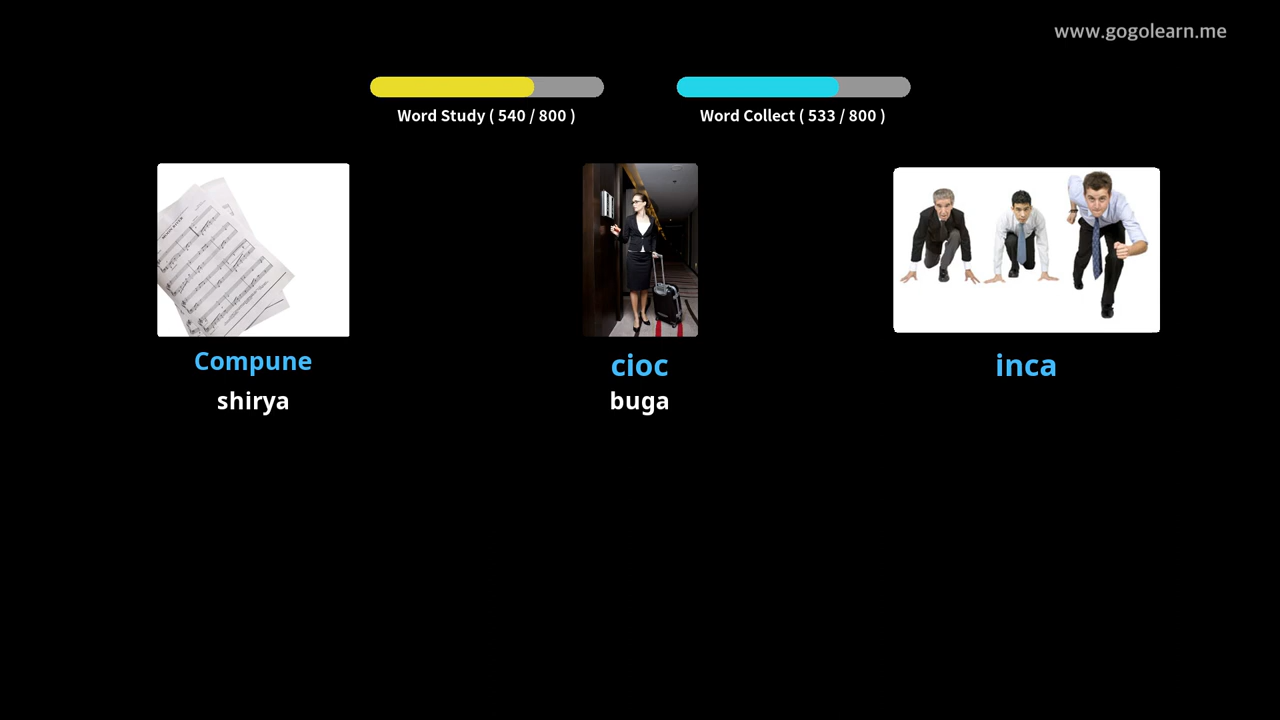 www.gogolearn.me
Word Study ( 540 / 800 )
Word Collect ( 533 / 800 )
Compune
cioc
inca
shirya
buga